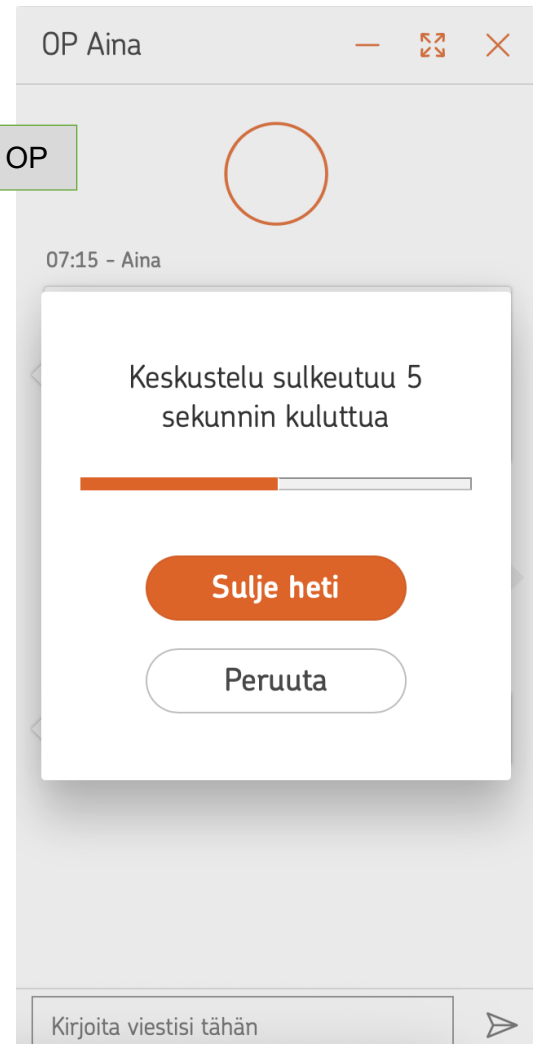 OP Aina
OP
07:15 - Aina
Keskustelu sulkeutuu 5
sekunnin kuluttua
Sulje heti
Peruuta
Kirjoita viestisi tähän